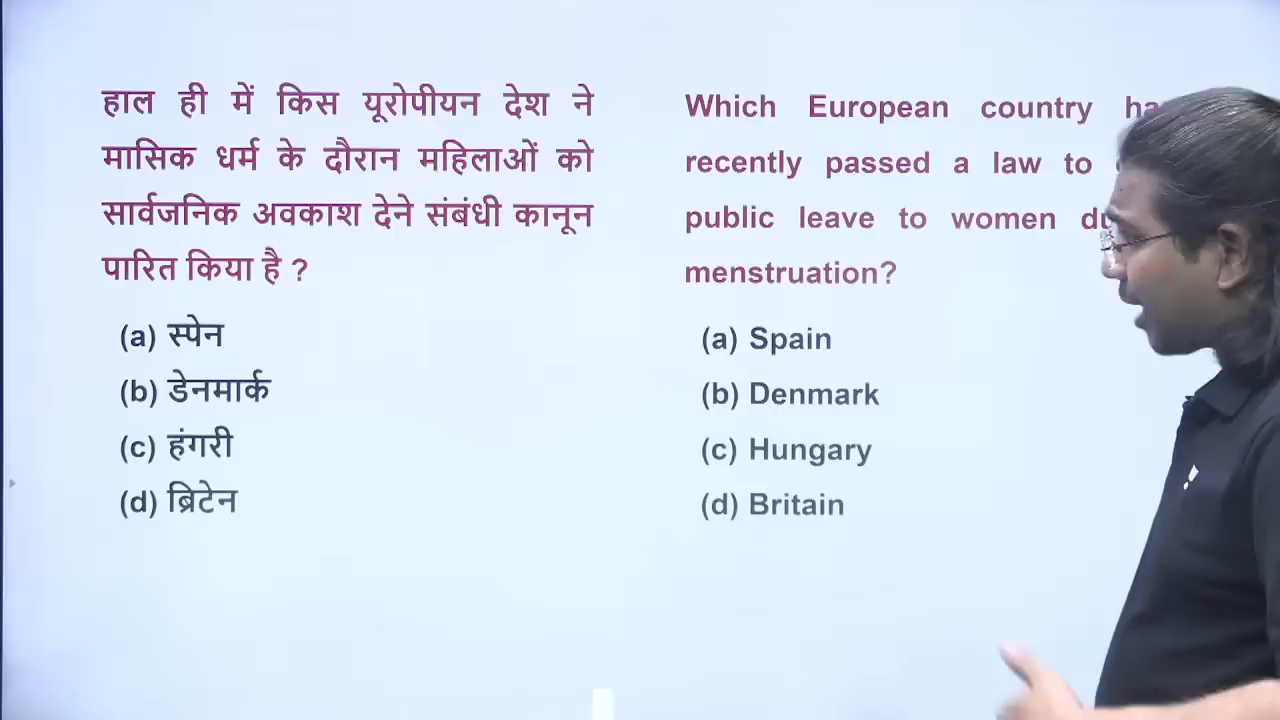 हाल ही में किस यूरोपीयन देश ने
मासिक धर्म के दौरान महिलाओं को
सार्वजनिक अवकाश देने संबंधी कानून
पारित किया है ?
(a) स्पेन
(b) डेनमार्क
(c) हंगरी
(d) ब्रिटेन
Which European country
recently passed a law to
public leave to women
menstruation?
(a) Spain
(b) Denmark
(c) Hungary
(d) Britain